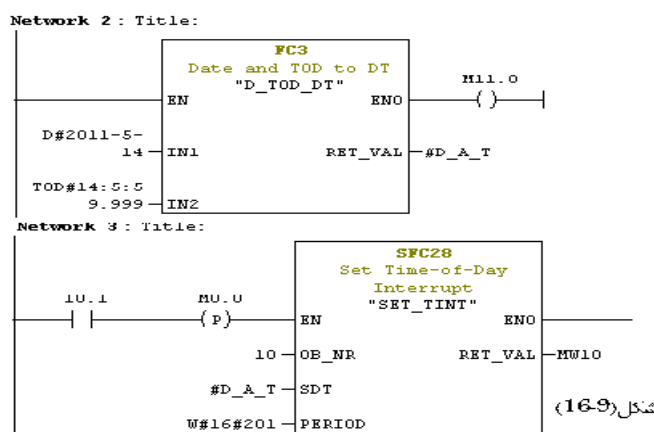 Network 2 : Title:
FC3
Date and TOD to DT
"D_TOD_DT"
EN ENO
M11.0
( )
D#2011-5-
14 IN1 RET_VAL #D_A_T
TOD#14:5:5
9.999 IN2
Network 3 : Title:
SFC28
Set Time-of-Day
Interrupt
"SET_TINT"
I0.1 M0.0
(P) EN ENO
10 OB_NR RET_VAL MW10
#D_A_T SDT
W#16#201 PERIOD
شکل(9-16)